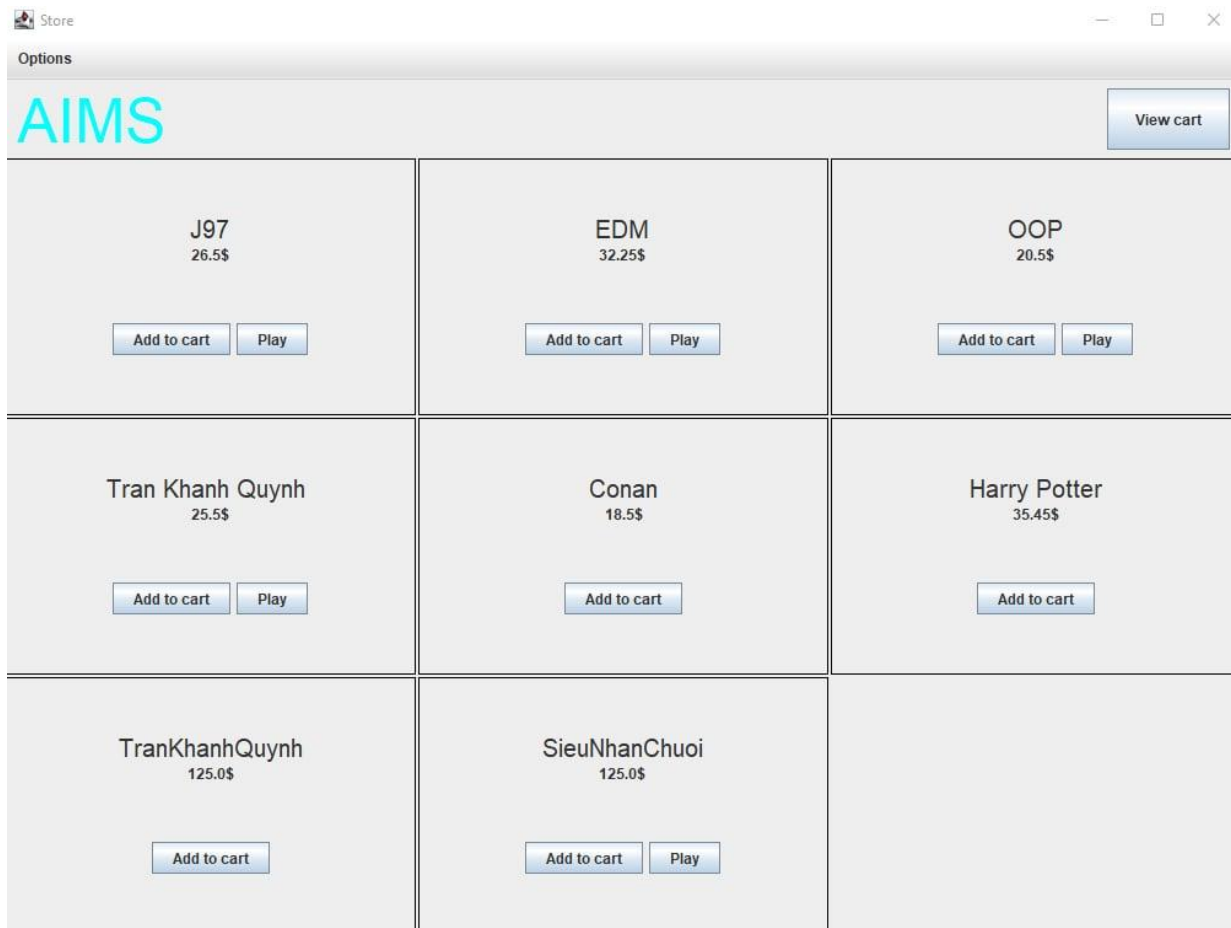 Store
Options
AIMS
View cart
J97
26.5$
Add to cart Play
EDM
32.25$
Add to cart Play
OOP
20.5$
Add to cart Play
Tran Khanh Quynh
25.5$
Add to cart Play
Conan
18.5$
Add to cart
Harry Potter
35.45$
Add to cart
TranKhanhQuynh
125.0$
Add to cart
SieuNhanChuoi
125.0$
Add to cart Play